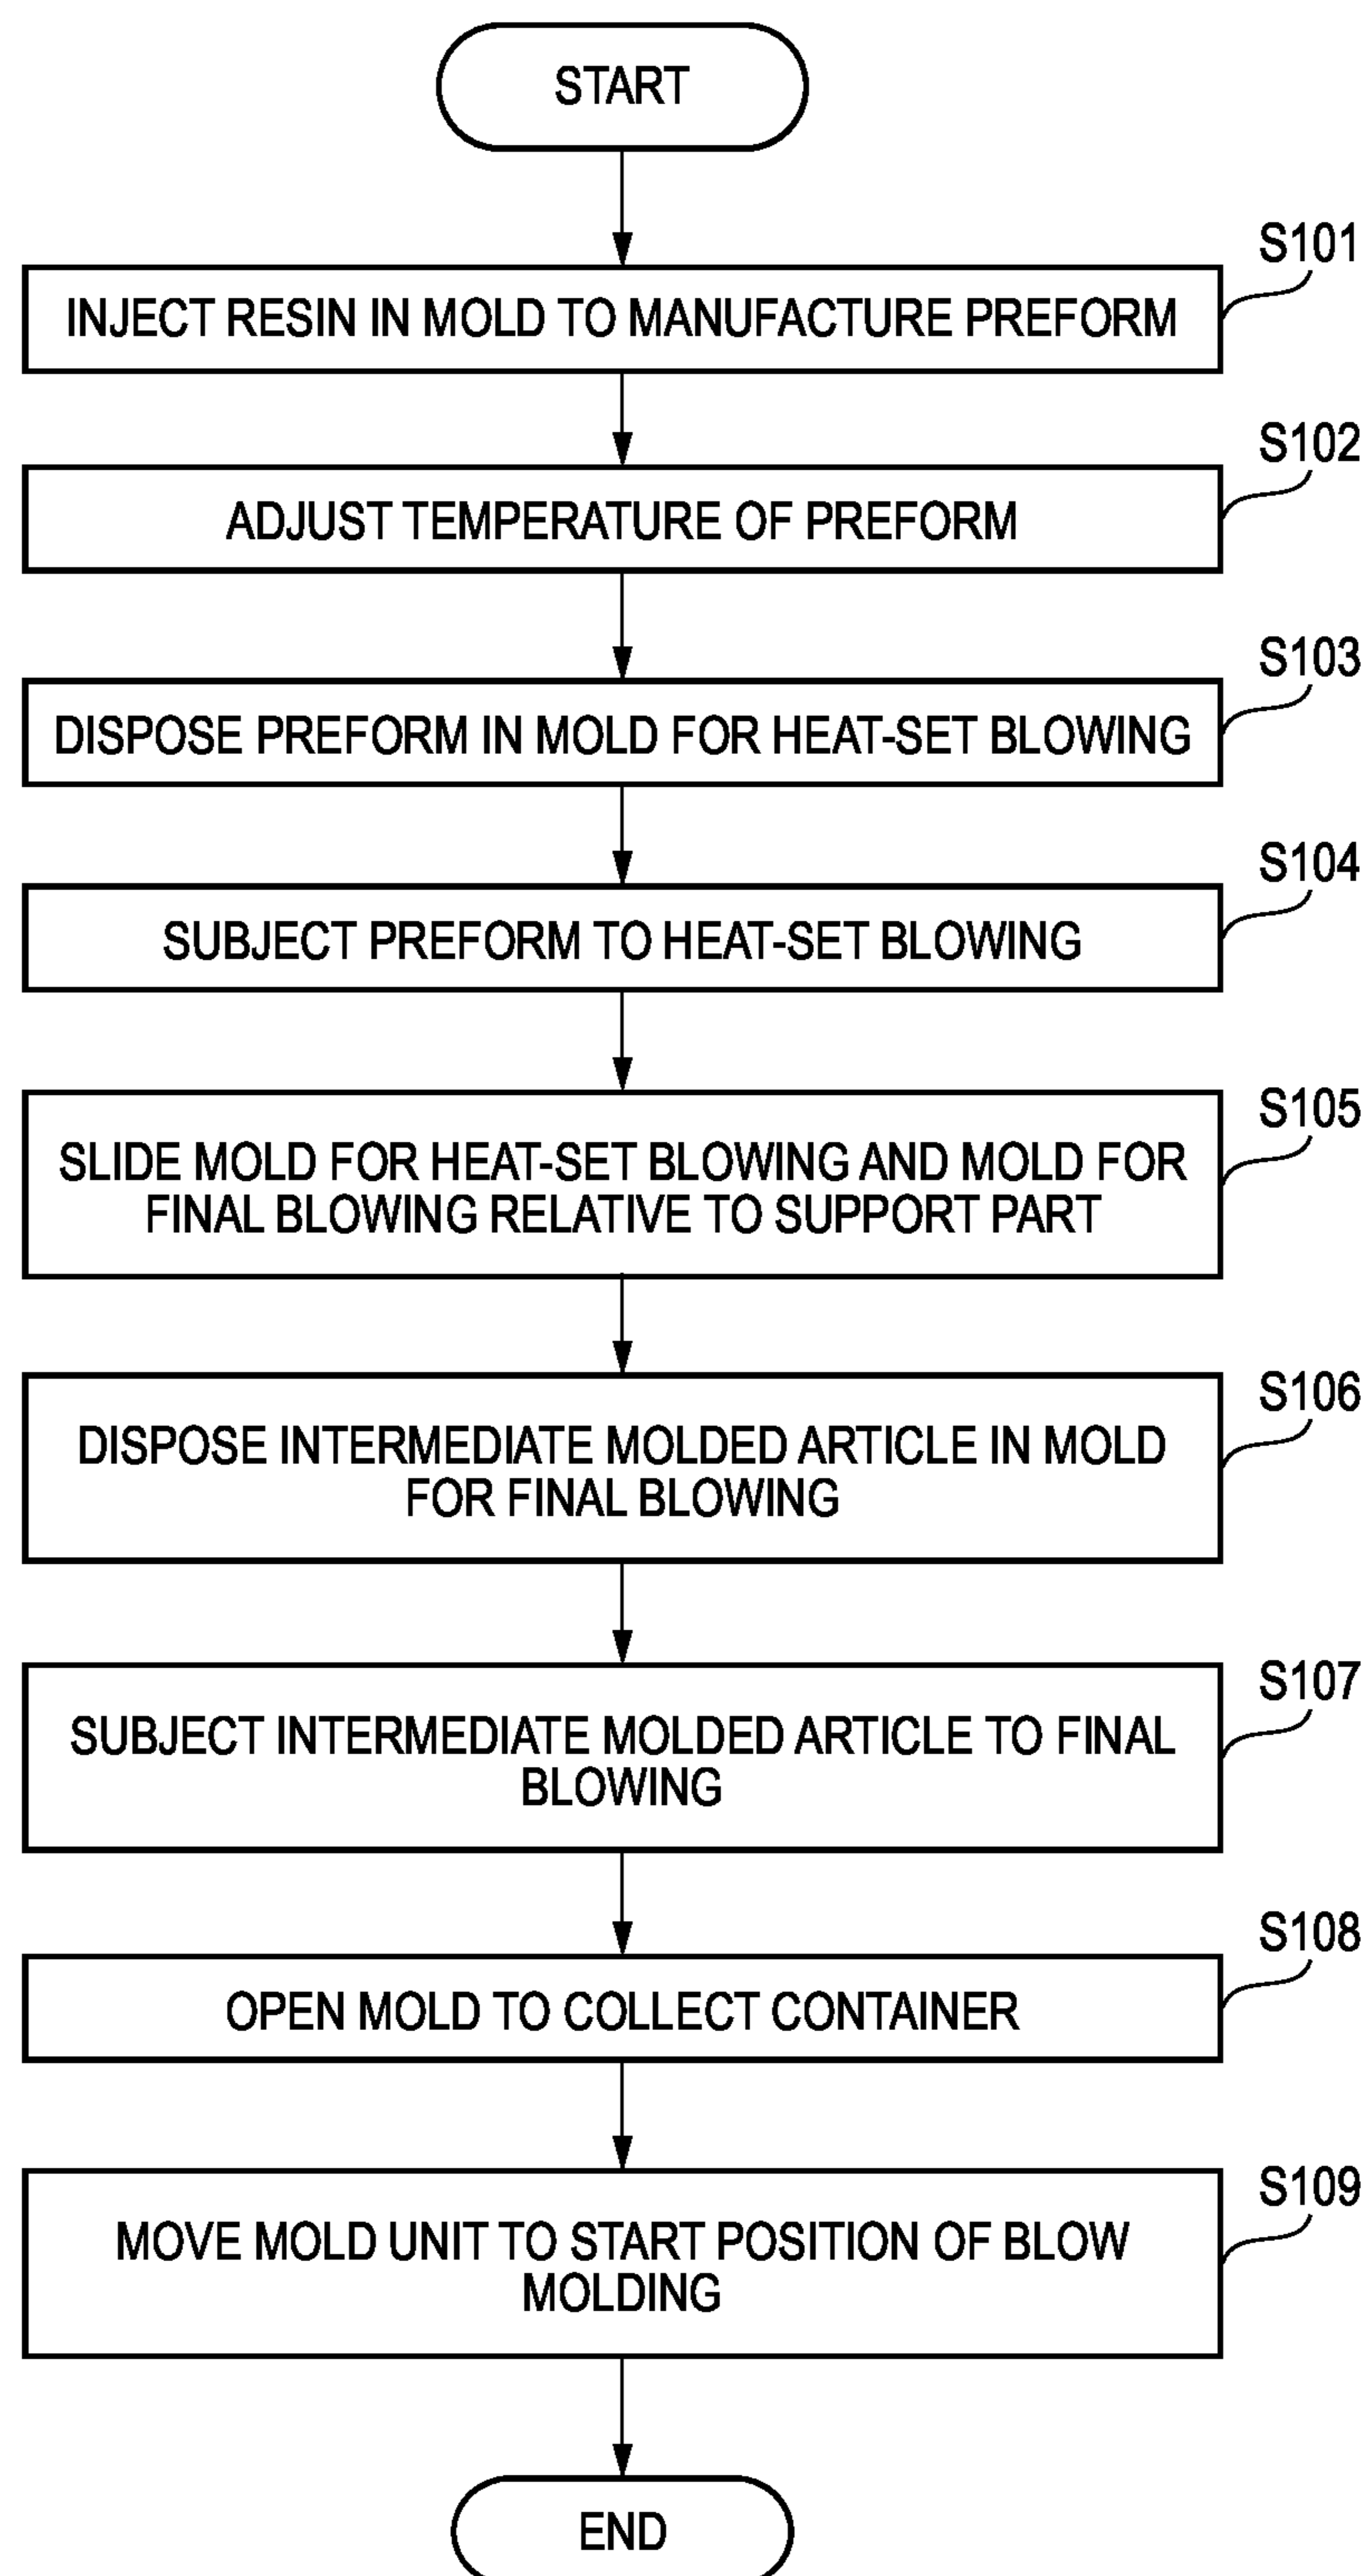 START
S101
INJECT RESIN IN MOLD TO MANUFACTURE PREFORM
S102
ADJUST TEMPERATURE OF PREFORM
S103
DISPOSE PREFORM IN MOLD FOR HEAT-SET BLOWING
S104
SUBJECT PREFORM TO HEAT-SET BLOWING
S105
SLIDE MOLD FOR HEAT-SET BLOWING AND MOLD FOR
FINAL BLOWING RELATIVE TO SUPPORT PART
S106
DISPOSE INTERMEDIATE MOLDED ARTICLE IN MOLD
FOR FINAL BLOWING
S107
SUBJECT INTERMEDIATE MOLDED ARTICLE TO FINAL
BLOWING
S108
OPEN MOLD TO COLLECT CONTAINER
S109
MOVE MOLD UNIT TO START POSITION OF BLOW
MOLDING
END